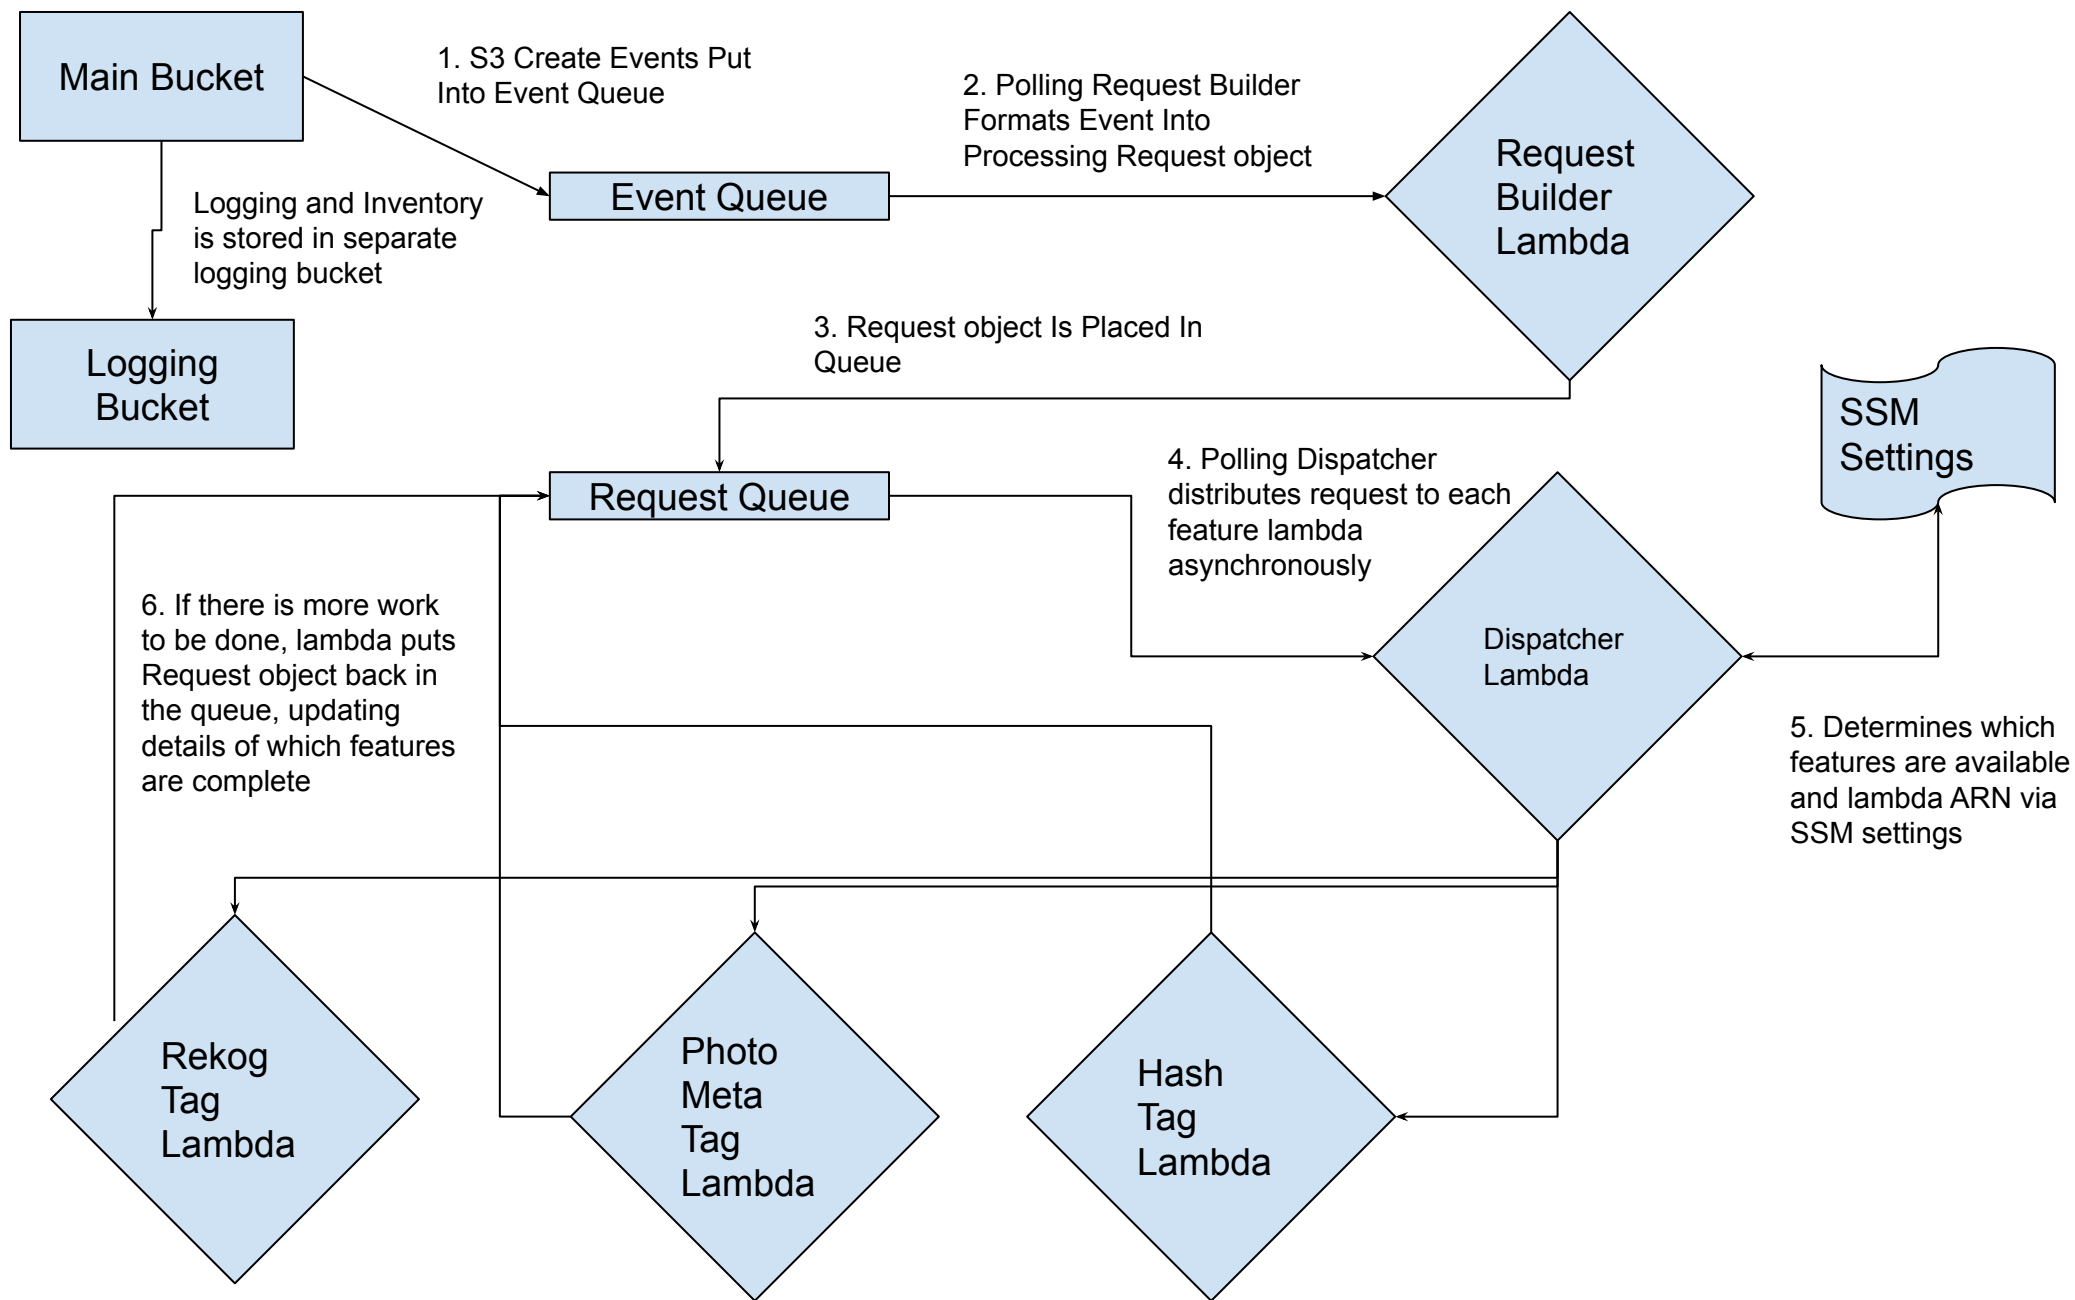 Main Bucket
1. S3 Create Events Put
Into Event Queue
2. Polling Request Builder
Formats Event Into
Processing Request object
Request
Builder
Lambda
Event Queue
Logging and Inventory
is stored in separate
logging bucket
Logging
Bucket
3. Request object Is Placed In
Queue
SSM
Settings
Request Queue
4. Polling Dispatcher
distributes request to each
feature lambda
asynchronously
Dispatcher
Lambda
5. Determines which
features are available
and lambda ARN via
SSM settings
6. If there is more work
to be done, lambda puts
Request object back in
the queue, updating
details of which features
are complete
Rekog
Tag
Lambda
Photo
Meta
Tag
Lambda
Hash
Tag
Lambda